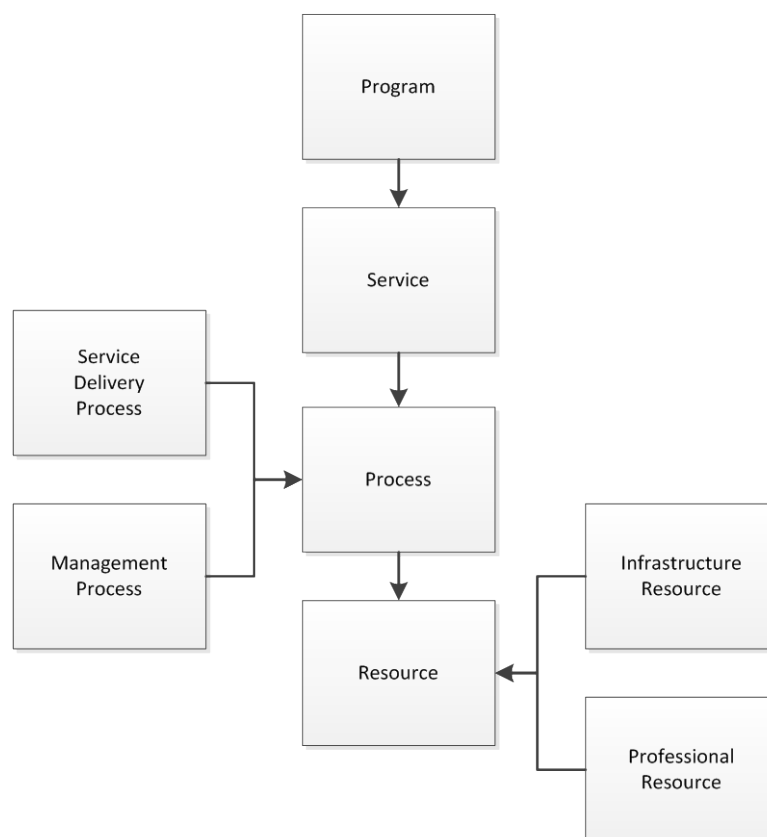 Program
Service
Service
Delivery
Process
Process
Management
Process
Infrastructure
Resource
Resource
Professional
Resource